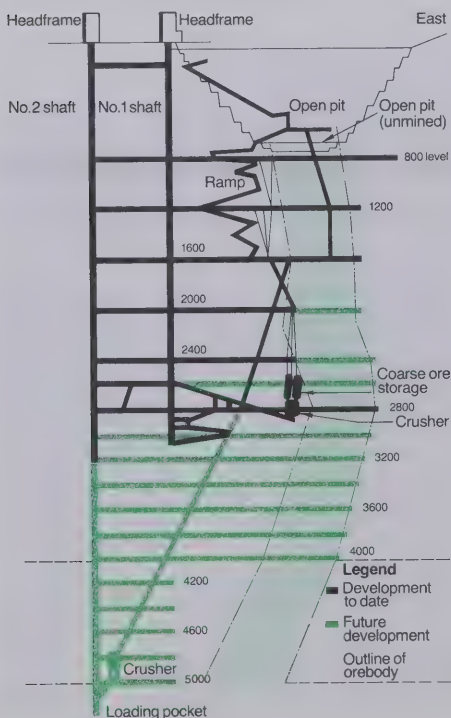 Headframe
Headframe
East
No.2 shaft
No.1 shaft
Open pit
Open pit
(unmined)
800 level
Ramp
1200
1600
2000
2400
Coarse ore
storage
2800
Crusher
3200
3600
4000
Legend
Development
to date
Future
development
Outline of
orebody
4200
4600
Crusher
5000
Loading pocket